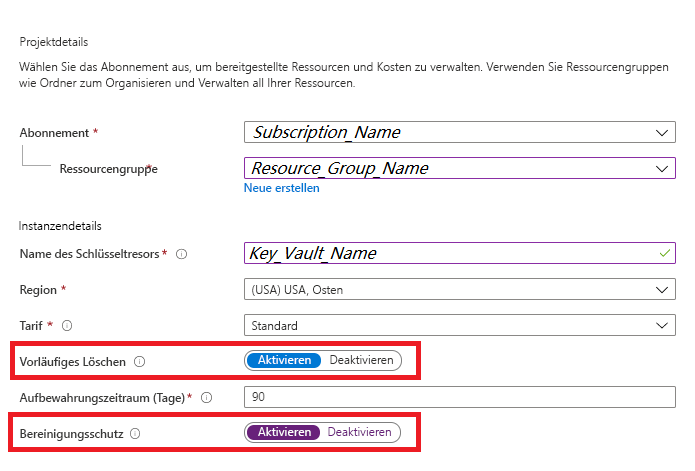 Projektdetails
Wählen Sie das Abonnement aus, um bereitgestellte Ressourcen und Kosten zu verwalten. Verwenden Sie Ressourcengruppen
wie Ordner zum Organisieren und Verwalten all Ihrer Ressourcen.
Abonnement * Subscription_Name
Ressourcengruppe* Resource_Group_Name
Neue erstellen
Instanzendetails
Name des Schlüsseltresors * Key_Vault_Name
Region * (USA) USA, Osten
Tarif * Standard
Vorläufiges Löschen Aktivieren Deaktivieren
Aufbewahrungszeitraum (Tage) * 90
Bereinigungsschutz Aktivieren Deaktivieren